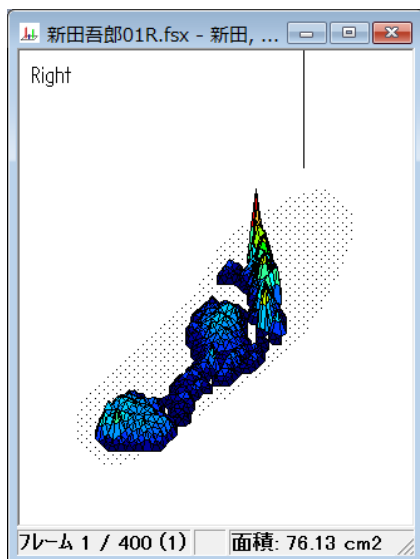 新田吾郎01R.fsx - 新田, ...
Right
フレーム 1 / 400 (1)
面積: 76.13 cm2